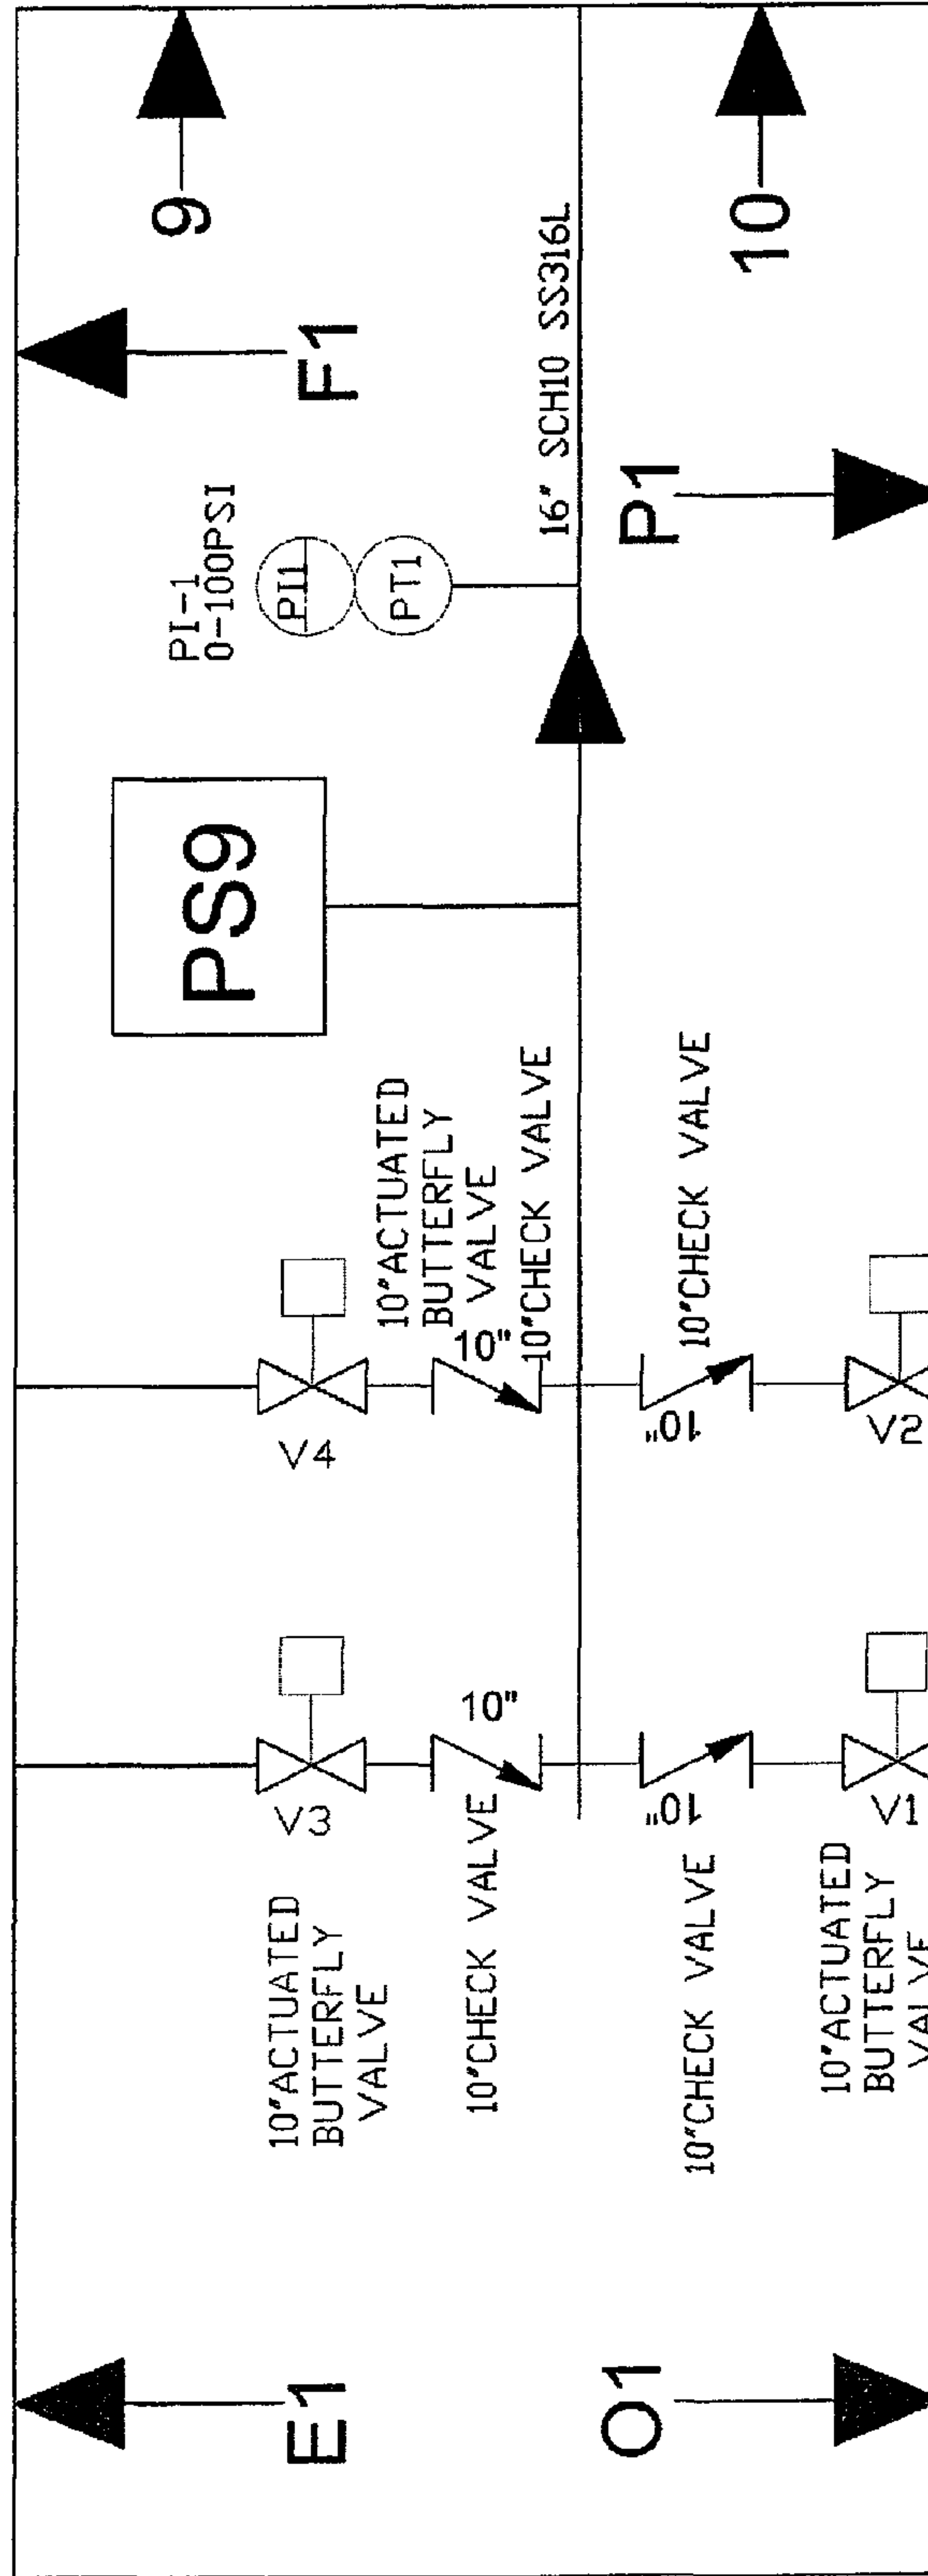 9
10
F1
16" SCH10 SS316L
P1
PI-1
0-100PSI
PI1
PT1
PS9
10"ACTUATED
BUTTERFLY
VALVE
10"CHECK VALVE
10"CHECK VALVE
10"
10"
V4
V2
10"
10"
V3
V1
10"ACTUATED
BUTTERFLY
VALVE
10"CHECK VALVE
10"CHECK VALVE
10"ACTUATED
BUTTERFLY
VALVE
E1
O1